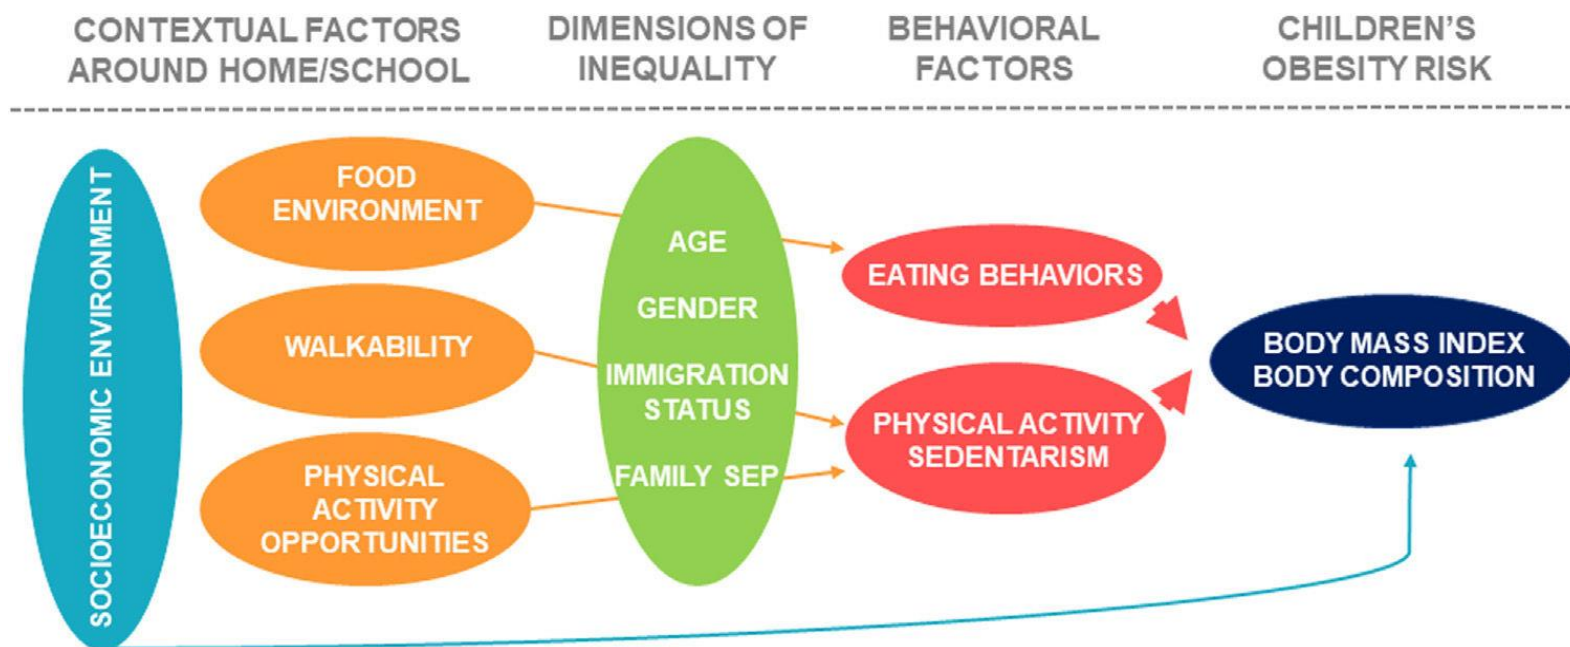 CONTEXTUAL FACTORS
AROUND HOME/SCHOOL
DIMENSIONS OF
INEQUALITY
BEHAVIORAL
FACTORS
CHILDREN'S
OBESITY RISK
SOCIOECONOMIC ENVIRONMENT
FOOD
ENVIRONMENT
WALKABILITY
PHYSICAL
ACTIVITY
OPPORTUNITIES
AGE
GENDER
IMMIGRATION
STATUS
FAMILY SEP
EATING BEHAVIORS
PHYSICAL ACTIVITY
SEDENTARISM
BODY MASS INDEX
BODY COMPOSITION